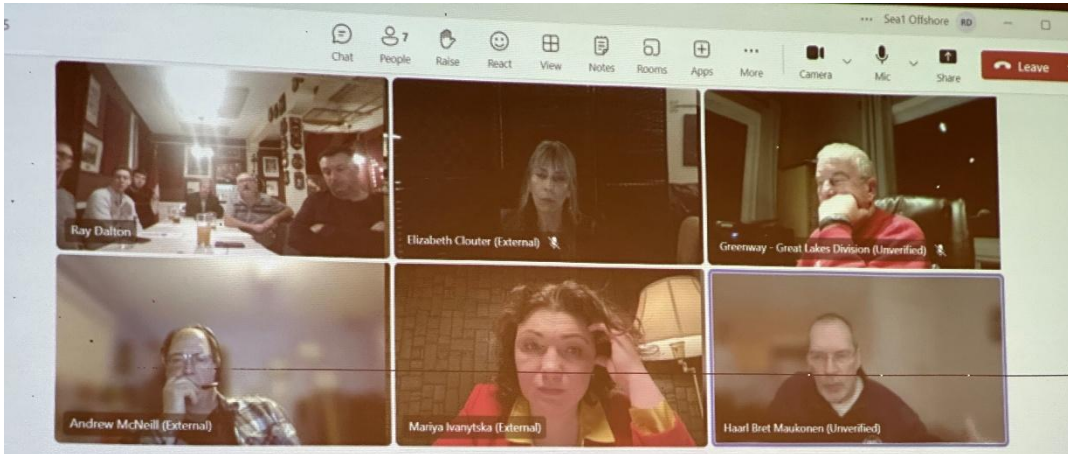 5
Sea1 Offshore RD
7
Chat People Raise React View Notes Rooms Apps More Camera Mic Share Leave
Ray Dalton
Elizabeth Clouter (External)
Greenway - Great Lakes Division (Unverified)
Andrew McNeill (External)
Mariya Ivanytska (External)
Haarl Bret Maukonen (Unverified)